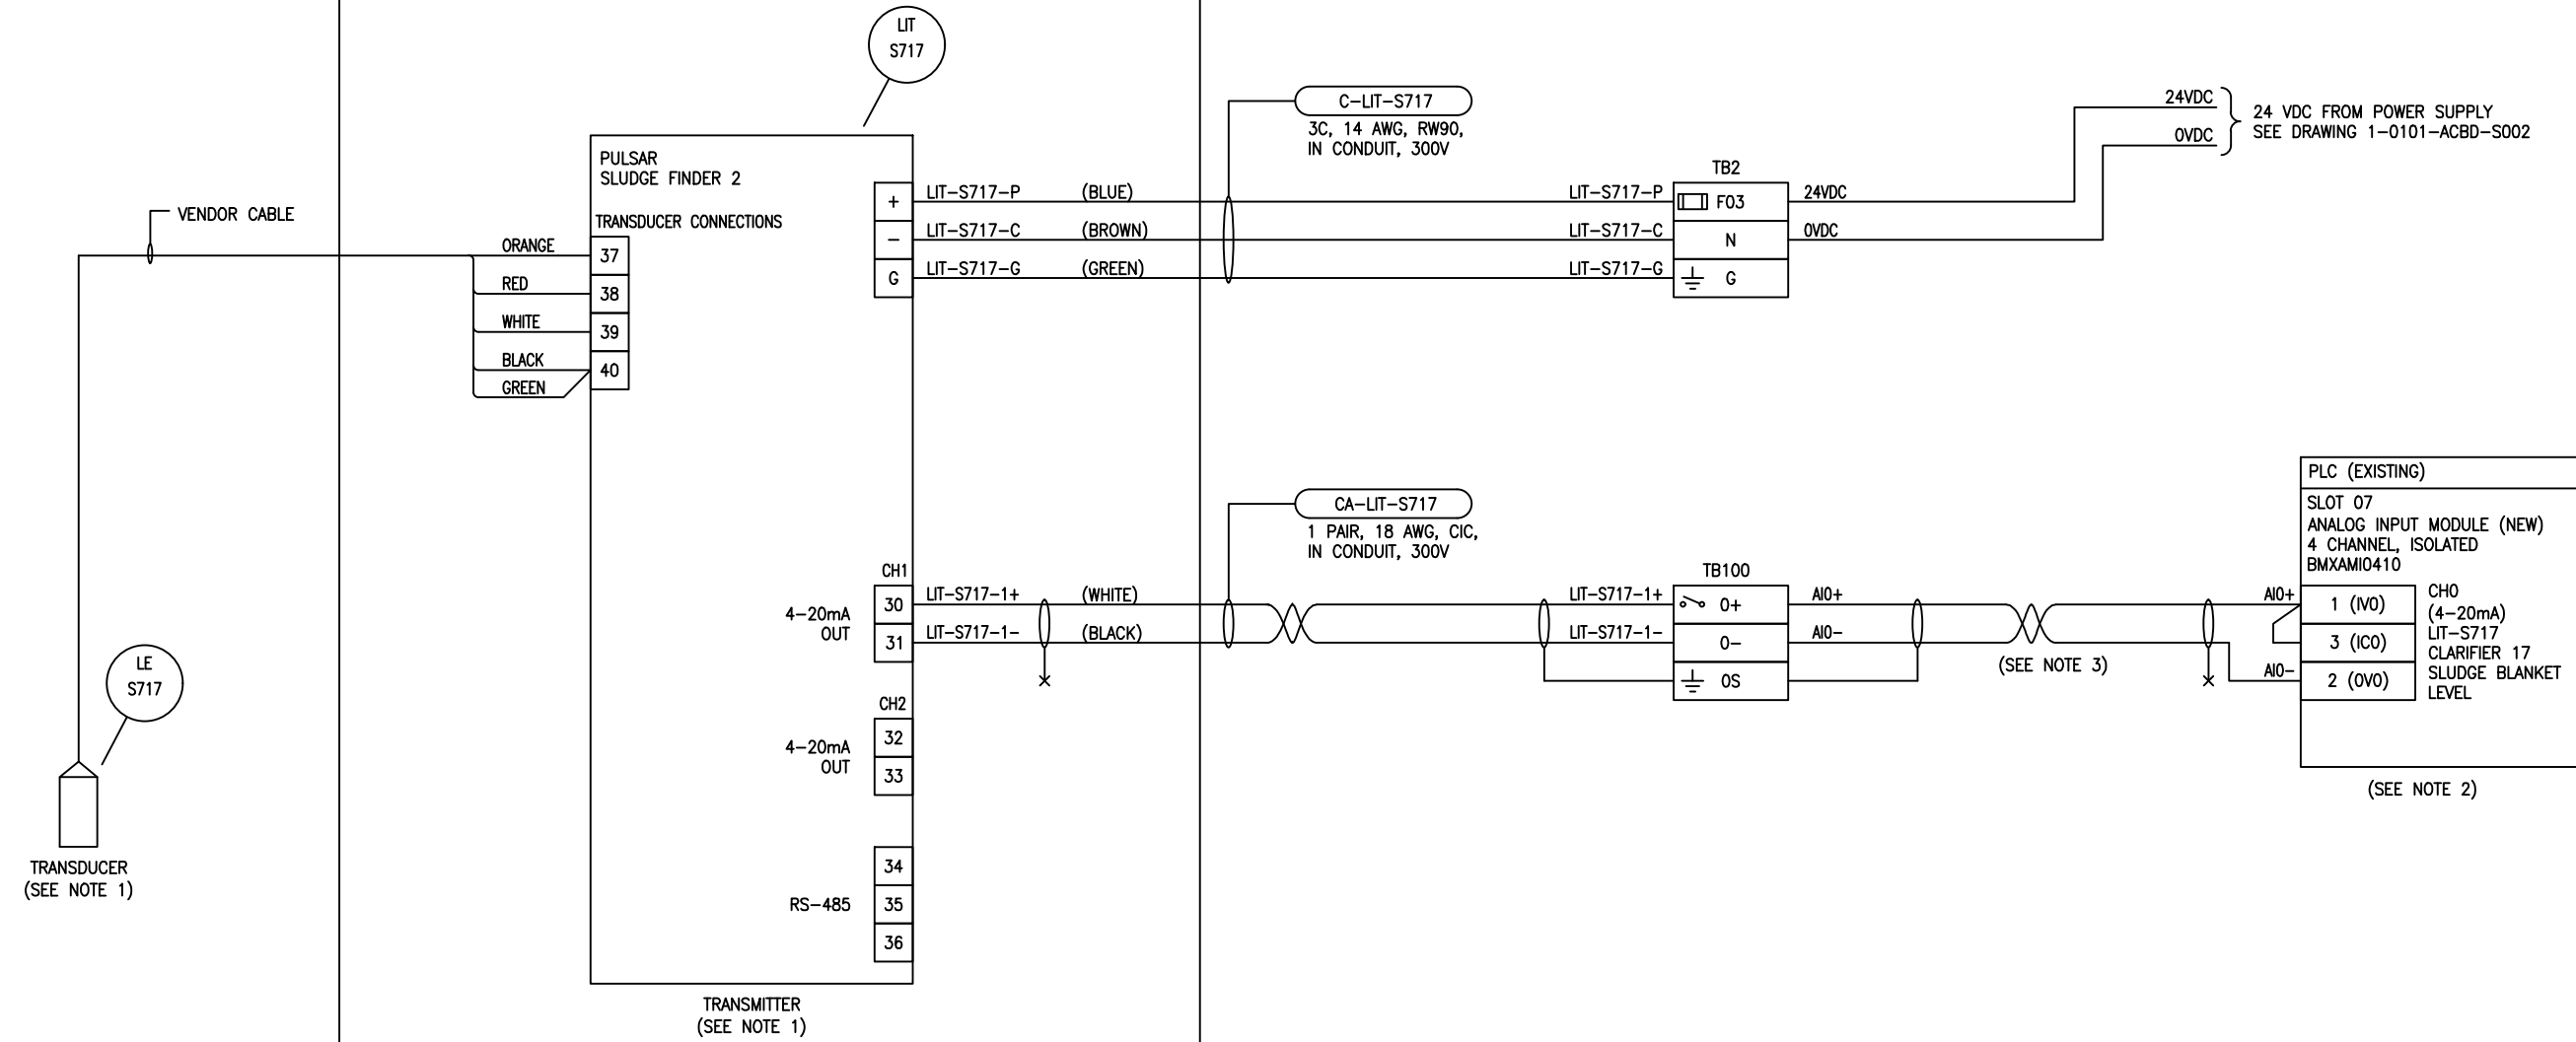 LIT
S717
C-LIT-S717
3C, 14 AWG, RW90,
IN CONDUIT, 300V
24VDC
0VDC
24 VDC FROM POWER SUPPLY
SEE DRAWING 1-0101-ACBD-S002
PULSAR
SLUDGE FINDER 2
TRANSDUCER CONNECTIONS
VENDOR CABLE
ORANGE
37
RED
38
WHITE
39
BLACK
40
GREEN
+
LIT-S717-P
(BLUE)
-
LIT-S717-C
(BROWN)
G
LIT-S717-G
(GREEN)
TB2
LIT-S717-P
F03
24VDC
LIT-S717-C
N
0VDC
LIT-S717-G
G
CA-LIT-S717
1 PAIR, 18 AWG, CIC,
IN CONDUIT, 300V
CH1
4-20mA
OUT
30
LIT-S717-1+
(WHITE)
31
LIT-S717-1-
(BLACK)
TB100
LIT-S717-1+
0+
AI0+
LIT-S717-1-
0-
AI0-
0S
(SEE NOTE 3)
PLC (EXISTING)
SLOT 07
ANALOG INPUT MODULE (NEW)
4 CHANNEL, ISOLATED
BMXAMI0410
AI0+
1 (IV0)
3 (IC0)
AI0-
2 (0V0)
CH0
(4-20mA)
LIT-S717
CLARIFIER 17
SLUDGE BLANKET
LEVEL
(SEE NOTE 2)
CH2
4-20mA
OUT
32
33
RS-485
34
35
36
LE
S717
TRANSDUCER
(SEE NOTE 1)
TRANSMITTER
(SEE NOTE 1)